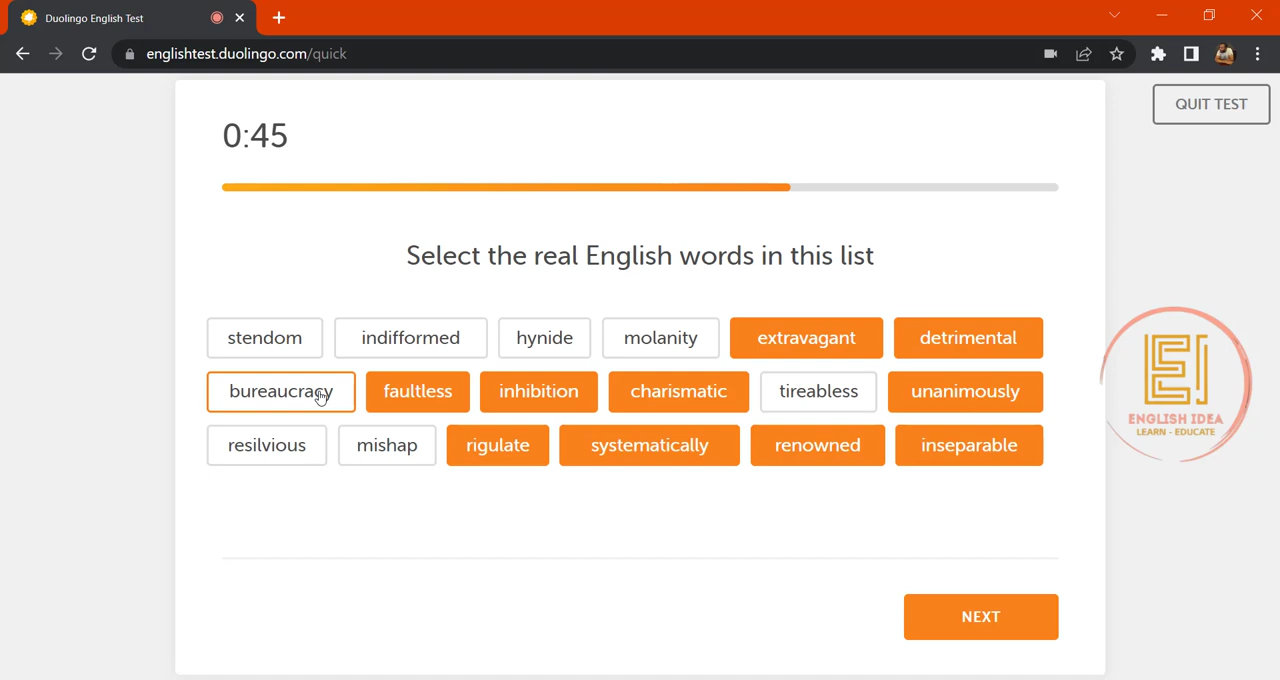 Duolingo English Test
englishtest.duolingo.com/quick
QUIT TEST
0:45
Select the real English words in this list
stendom indifformed hynide molanity extravagant detrimental
bureaucracy faultless inhibition charismatic tireabless unanimously
resilvious mishap rigulate systematically renowned inseparable
NEXT
EI
ENGLISH IDEA
LEARN - EDUCATE